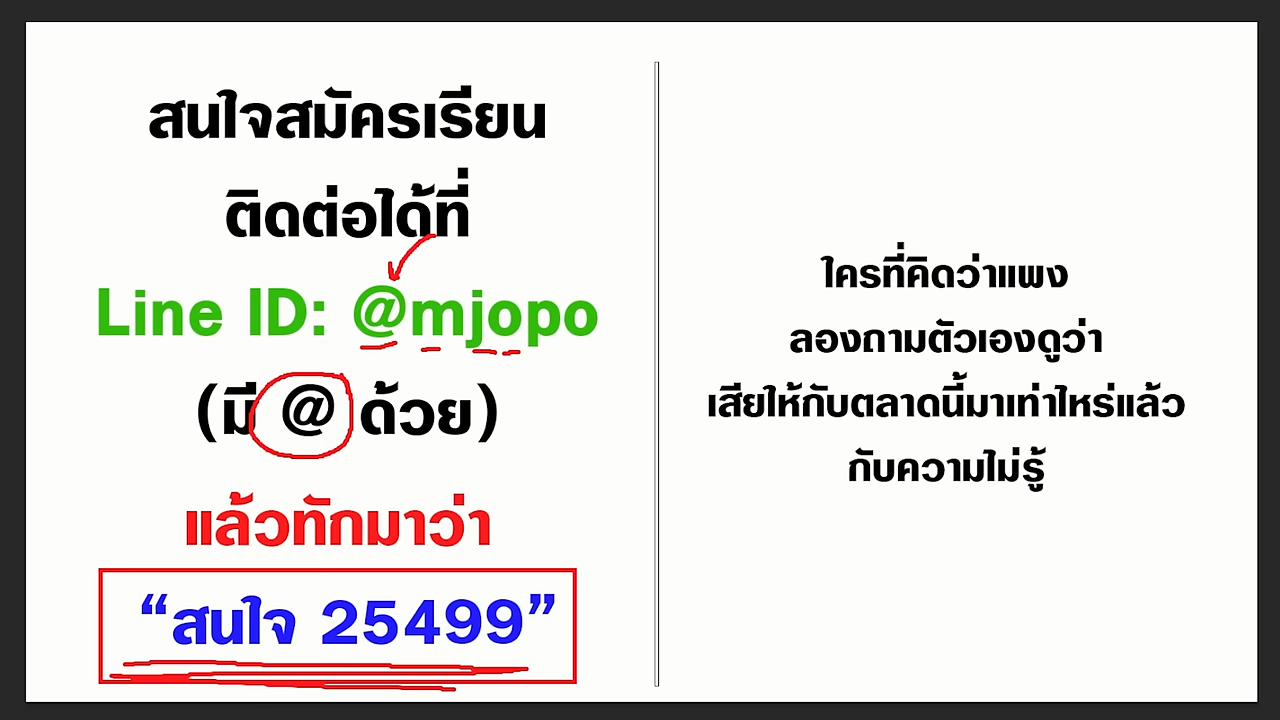 สนใจสมัครเรียน
ติดต่อได้ที่
Line ID: @mjopo
(มี @ ด้วย)
แล้วทักมาว่า
“สนใจ 25499”
ใครที่คิดว่าแพง
ลองถามตัวเองดูว่า
เสียให้กับตลาดนี้มาเท่าไหร่แล้ว
กับความไม่รู้